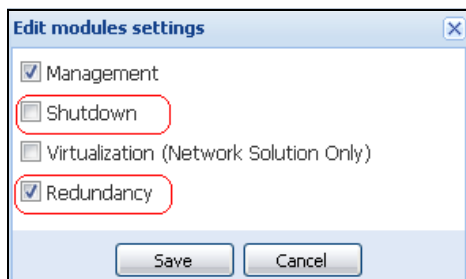 Edit modules settings
Management
Shutdown
Virtualization (Network Solution Only)
Redundancy
Save Cancel